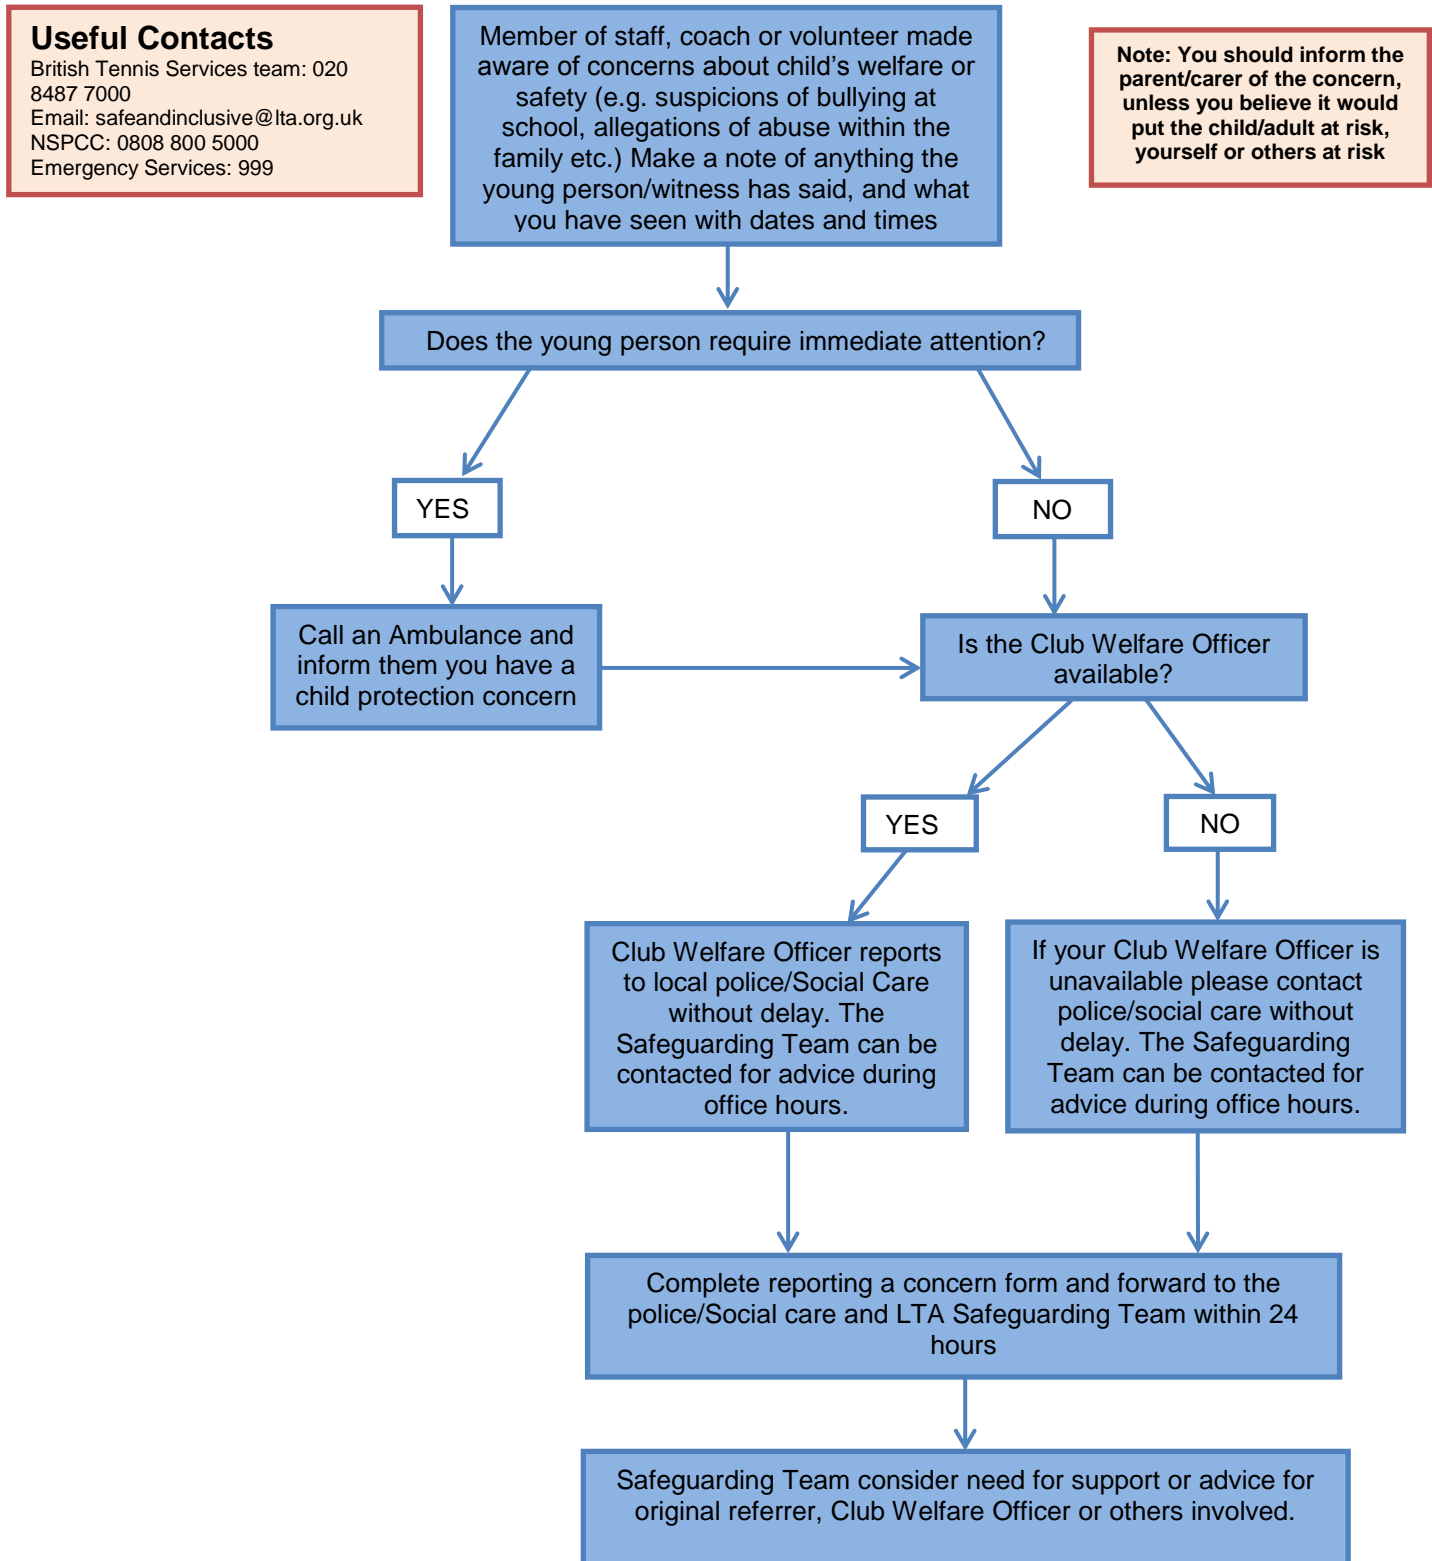 Useful Contacts
British Tennis Services team: 020
8487 7000
Email: safeandinclusive@lta.org.uk
NSPCC: 0808 800 5000
Emergency Services: 999
Member of staff, coach or volunteer made
aware of concerns about child's welfare or
safety (e.g. suspicions of bullying at
school, allegations of abuse within the
family etc.) Make a note of anything the
young person/witness has said, and what
you have seen with dates and times
Note: You should inform the
parent/carer of the concern,
unless you believe it would
put the child/adult at risk,
yourself or others at risk
Does the young person require immediate attention?
YES
NO
Call an Ambulance and
inform them you have a
child protection concern
Is the Club Welfare Officer
available?
YES
NO
Club Welfare Officer reports
to local police/Social Care
without delay. The
Safeguarding Team can be
contacted for advice during
office hours.
If your Club Welfare Officer is
unavailable please contact
police/social care without
delay. The Safeguarding
Team can be contacted for
advice during office hours.
Complete reporting a concern form and forward to the
police/Social care and LTA Safeguarding Team within 24
hours
Safeguarding Team consider need for support or advice for
original referrer, Club Welfare Officer or others involved.